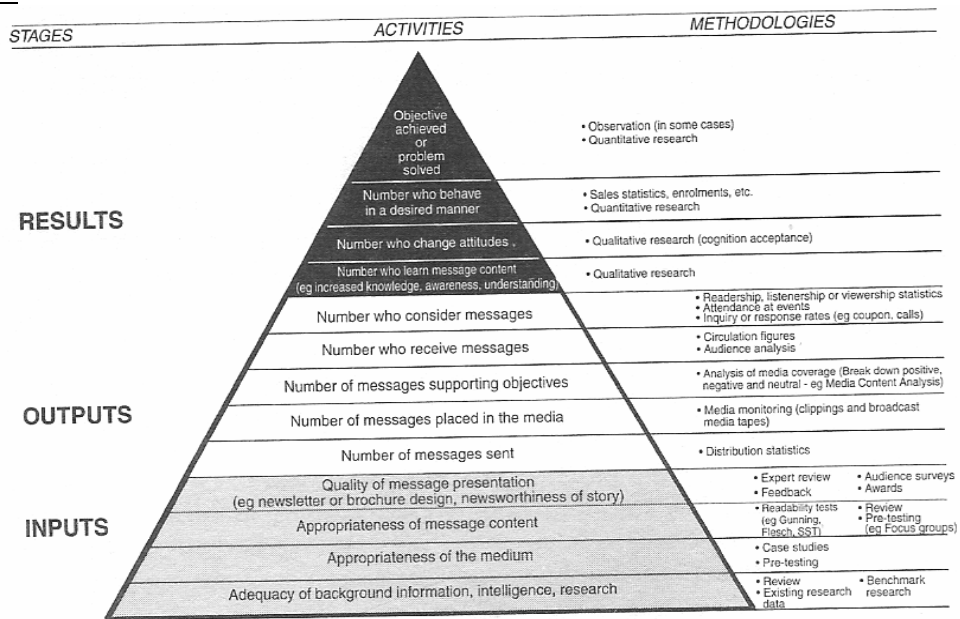 STAGES
ACTIVITIES
METHODOLOGIES
Objective
achieved
or
problem
solved
• Observation (in some cases)
• Quantitative research
Number who behave
in a desired manner
• Sales statistics, enrolments, etc.
• Quantitative research
RESULTS
Number who change attitudes .
• Qualitative research (cognition acceptance)
Number who learn message content
(eg increased knowledge, awareness, understanding)
• Qualitative research
Number who consider messages
• Readership, listenership or viewership statistics
• Attendance at events
• Inquiry or response rates (eg coupon, calls)
Number who receive messages
• Circulation figures
• Audience analysis
Number of messages supporting objectives
• Analysis of media coverage (Break down positive,
negative and neutral - eg Media Content Analysis)
OUTPUTS
Number of messages placed in the media
• Media monitoring (clippings and broadcast
media tapes)
Number of messages sent
• Distribution statistics
Quality of message presentation
(eg newsletter or brochure design, newsworthiness of story)
• Expert review
• Feedback
• Audience surveys
• Awards
INPUTS
Appropriateness of message content
• Readability tests
(eg Gunning,
Flesch, SST)
• Review
• Pre-testing
(eg Focus groups)
Appropriateness of the medium
• Case studies
• Pre-testing
Adequacy of background information, intelligence, research
• Review
• Existing research
data
• Benchmark
research